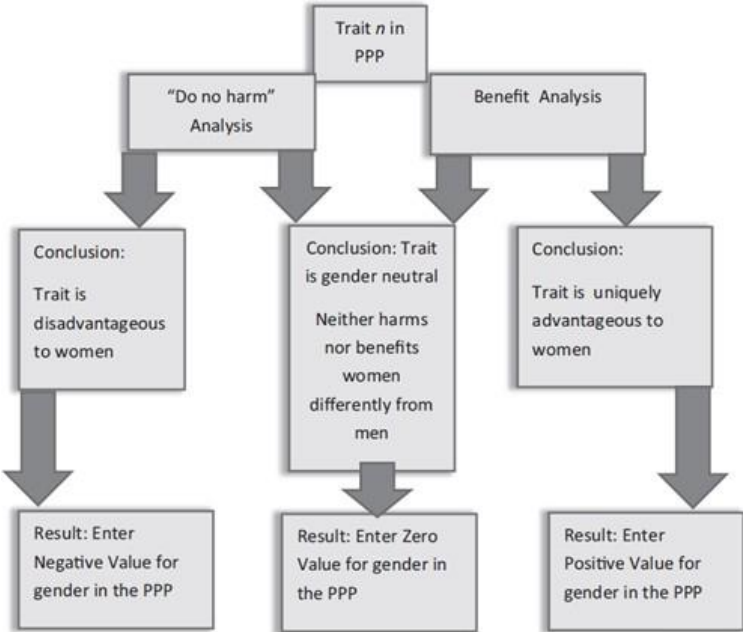 Trait n in
PPP
“Do no harm”
Analysis
Benefit Analysis
Conclusion:
Trait is
disadvantageous
to women
Conclusion: Trait
is gender neutral
Neither harms
nor benefits
women
differently from
men
Conclusion:
Trait is uniquely
advantageous to
women
Result: Enter
Negative Value for
gender in the PPP
Result: Enter Zero
Value for gender in
the PPP
Result: Enter
Positive Value for
gender in the PPP